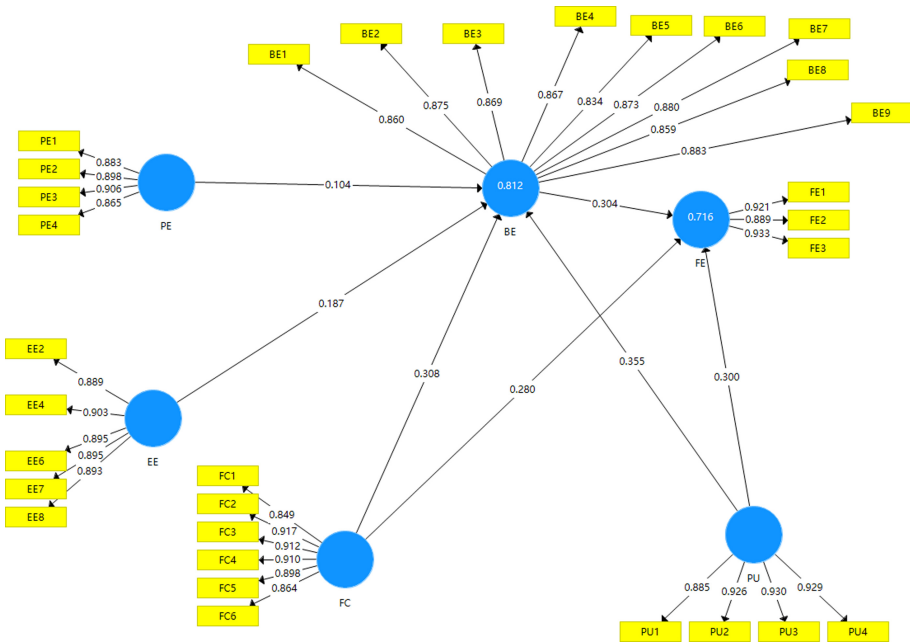 BE4
BE5
BE6
BE7
BE2
BE3
BE1
BE8
0.867
0.834
0.873
0.880
0.875
0.869
0.859
0.860
BE9
0.883
PE1
PE2
PE3
PE4
0.883
0.898
0.906
0.865
PE
0.104
0.812
BE
0.304
0.716
FE
0.921
0.889
0.933
FE1
FE2
FE3
0.187
0.308
0.280
0.355
0.300
EE2
EE4
EE6
EE7
EE8
0.889
0.903
0.895
0.895
0.893
EE
FC1
FC2
FC3
FC4
FC5
FC6
0.849
0.917
0.912
0.910
0.898
0.864
FC
PU
0.885
0.926
0.930
0.929
PU1
PU2
PU3
PU4